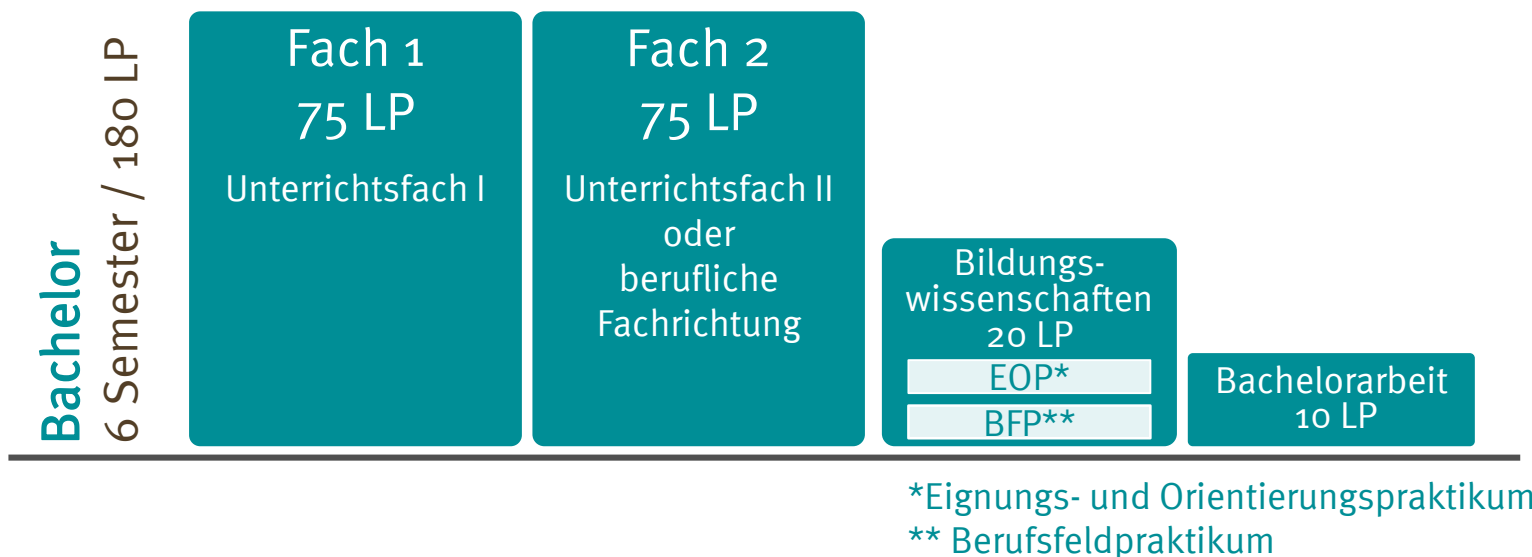 Bachelor
6 Semester / 180 LP
Fach 1
75 LP
Unterrichtsfach I
Fach 2
75 LP
Unterrichtsfach II
oder
berufliche
Fachrichtung
Bildungs-
wissenschaften
20 LP
EOP*
BFP**
Bachelorarbeit
10 LP
*Eignungs- und Orientierungspraktikum
** Berufsfeldpraktikum